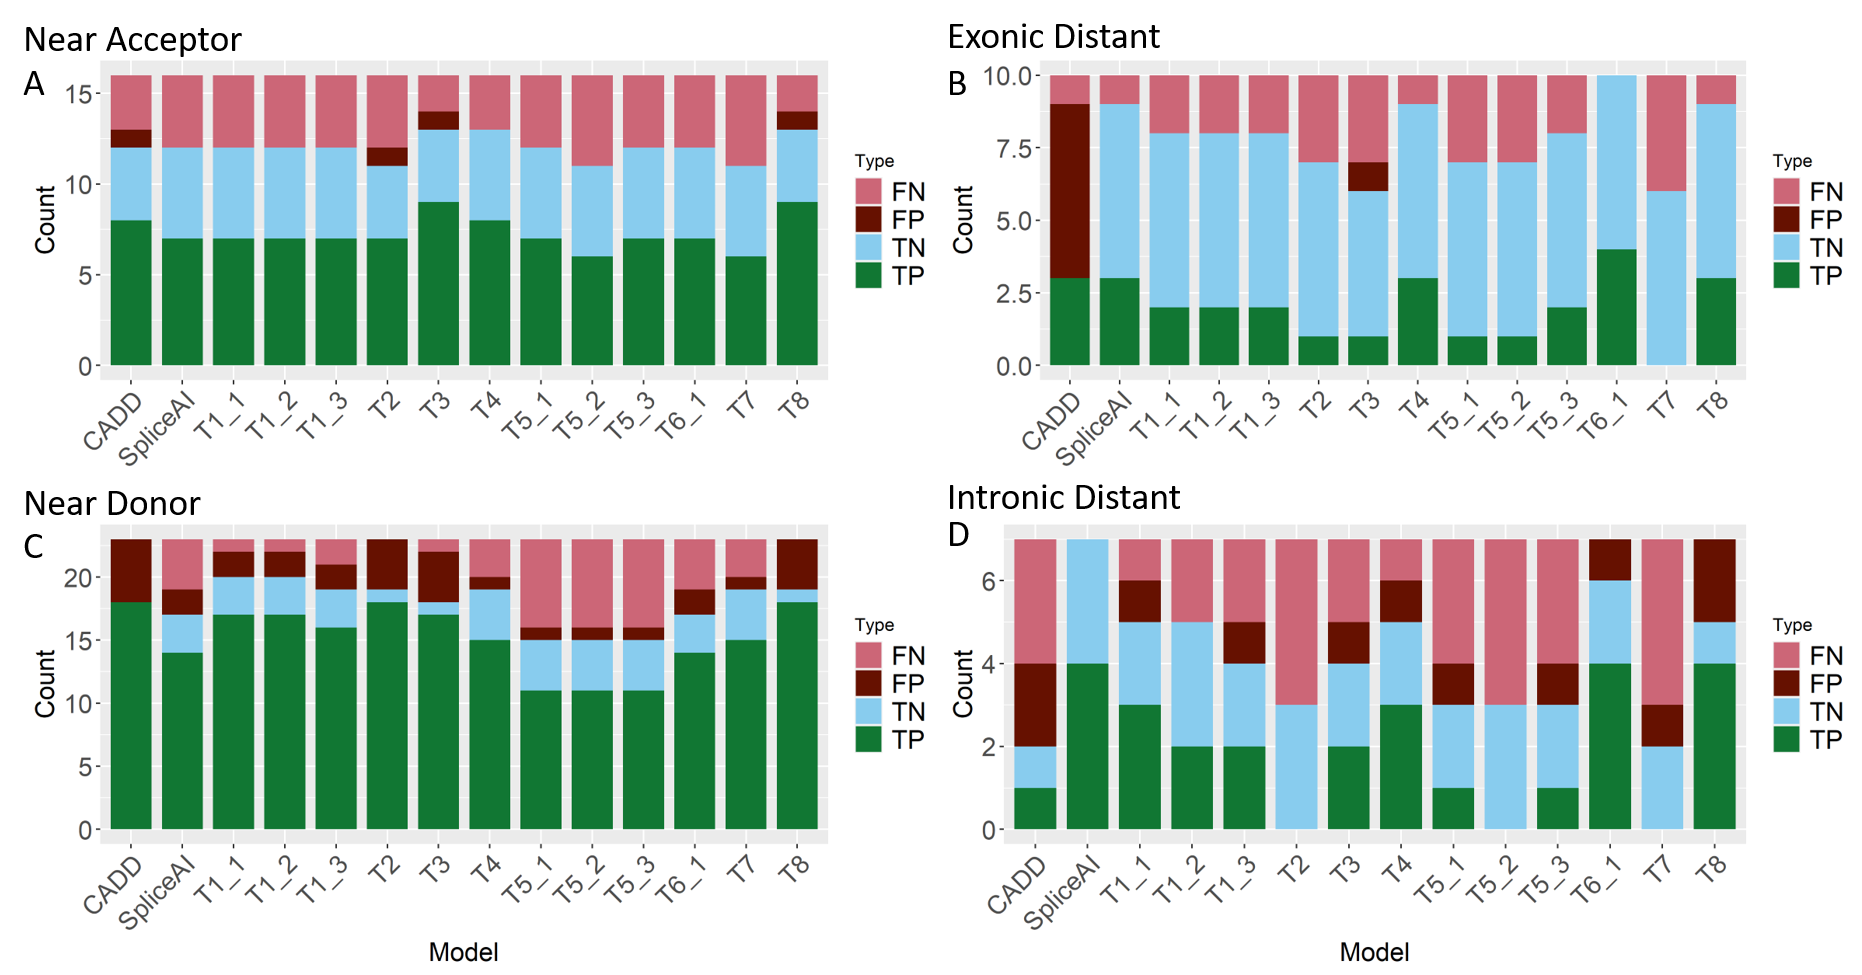 Near Acceptor
A
15
10
5
0
Count
CADD
SpliceAI
T1_1
T1_2
T1_3
T2
T3
T4
T5_1
T5_2
T5_3
T6_1
T7
T8
Type
FN
FP
TN
TP
Exonic Distant
B
10.0
7.5
5.0
2.5
0.0
Count
CADD
SpliceAI
T1_1
T1_2
T1_3
T2
T3
T4
T5_1
T5_2
T5_3
T6_1
T7
T8
Type
FN
FP
TN
TP
Near Donor
C
20
15
10
5
0
Count
CADD
SpliceAI
T1_1
T1_2
T1_3
T2
T3
T4
T5_1
T5_2
T5_3
T6_1
T7
T8
Model
Type
FN
FP
TN
TP
Intronic Distant
D
6
4
2
0
Count
CADD
SpliceAI
T1_1
T1_2
T1_3
T2
T3
T4
T5_1
T5_2
T5_3
T6_1
T7
T8
Model
Type
FN
FP
TN
TP